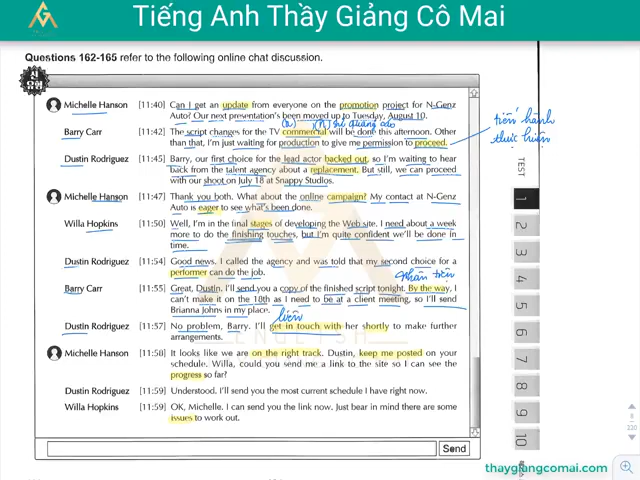 Tiếng Anh Thầy Giảng Cô Mai
Questions 162-165 refer to the following online chat discussion.
Michelle Hanson [11:40] Can I get an update from everyone on the promotion project for N-Genz
Auto? Our next presentation's been moved up to Tuesday, August 10.
(a) (n) sự quảng cáo
Barry Carr [11:42] The script changes for the TV commercial will be done this afternoon. Other
than that, I'm just waiting for production to give me permission to proceed.
tiến hành
thực hiện
Dustin Rodriguez [11:45] Barry, our first choice for the lead actor backed out, so I'm waiting to hear
back from the talent agency about a replacement. But still, we can proceed
with our shoot on July 18 at Snappy Studios.
Michelle Hanson [11:47] Thank you both. What about the online campaign? My contact at N-Genz
Auto is eager to see what's been done.
Willa Hopkins [11:50] Well, I'm in the final stages of developing the Web site. I need about a week
more to do the finishing touches, but I'm quite confident we'll be done in
time.
Dustin Rodriguez [11:54] Good news. I called the agency and was told that my second choice for a
performer can do the job.
nhân tiện
Barry Carr [11:55] Great, Dustin. I'll send you a copy of the finished script tonight. By the way, I
can't make it on the 18th as I need to be at a client meeting, so I'll send
Brianna Johns in my place.
liên
Dustin Rodriguez [11:57] No problem, Barry. I'll get in touch with her shortly to make further
arrangements.
Michelle Hanson [11:58] It looks like we are on the right track. Dustin, keep me posted on your
schedule. Willa, could you send me a link to the site so I can see the
progress so far?
Dustin Rodriguez [11:59] Understood. I'll send you the most current schedule I have right now.
Willa Hopkins [11:59] OK, Michelle. I can send you the link now. Just bear in mind there are some
issues to work out.
Send
TEST
1
2
3
4
5
6
7
8
9
10
8
220
ENGLISH
thaygiangcomai.com